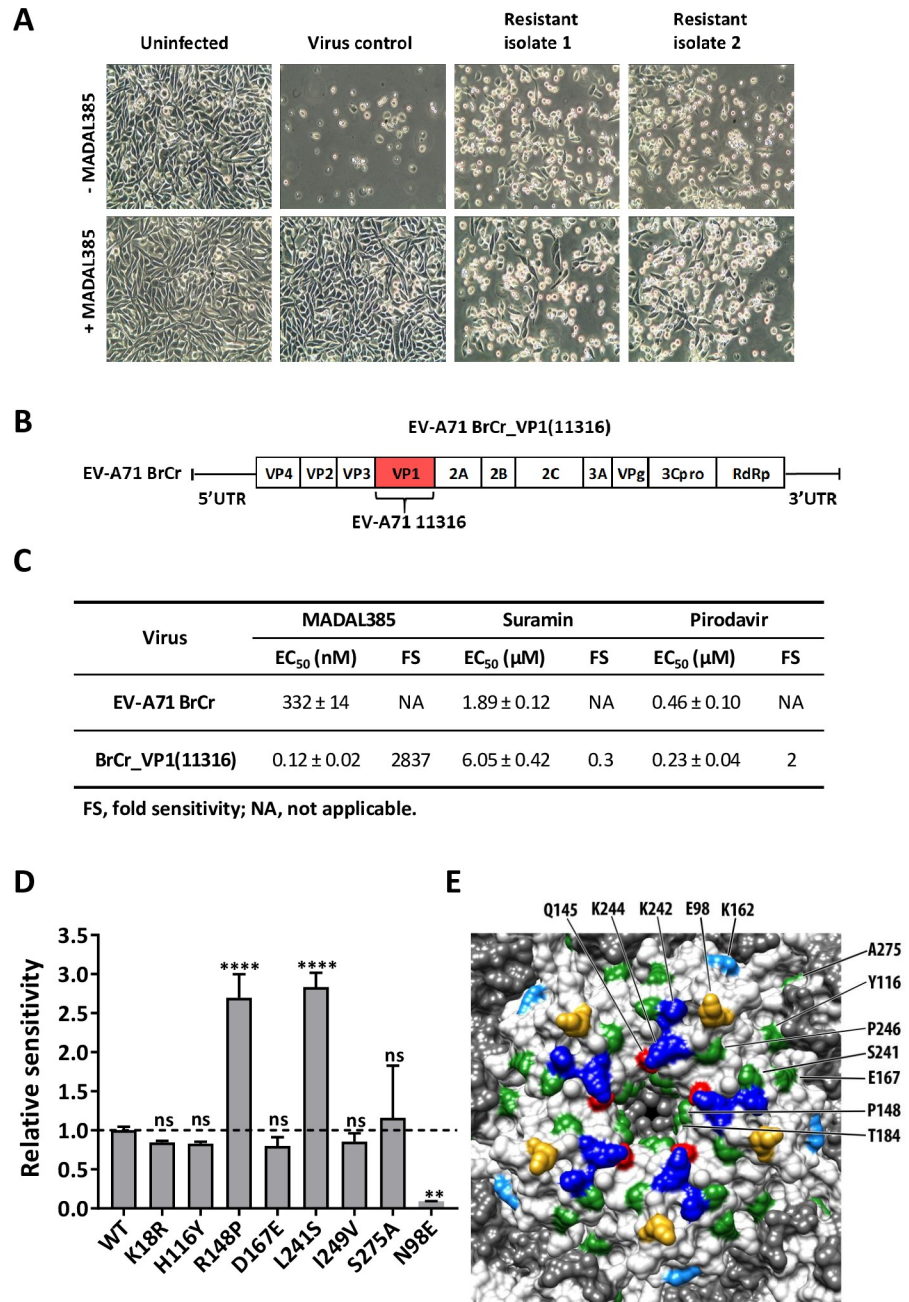 A
Uninfected Virus control Resistant isolate 1 Resistant isolate 2
- MADAL385
+ MADAL385
B
EV-A71 BrCr_VP1(11316)
EV-A71 BrCr VP4 VP2 VP3 VP1 2A 2B 2C 3A VPg 3Cpro RdRp
5’UTR 3’UTR
EV-A71 11316
C
Virus MADAL385 Suramin Pirodavir
EC50 (nM) FS EC50 (µM) FS EC50 (µM) FS
EV-A71 BrCr 332 ± 14 NA 1.89 ± 0.12 NA 0.46 ± 0.10 NA
BrCr_VP1(11316) 0.12 ± 0.02 2837 6.05 ± 0.42 0.3 0.23 ± 0.04 2
FS, fold sensitivity; NA, not applicable.
D
Relative sensitivity
3.5
3.0
2.5
2.0
1.5
1.0
0.5
0.0
ns ns **** ns **** ns ns **
WT K18R H116Y R148P D167E L241S I249V S275A N98E
E
Q145 K244 K242 E98 K162
A275
Y116
P246
S241
E167
P148
T184